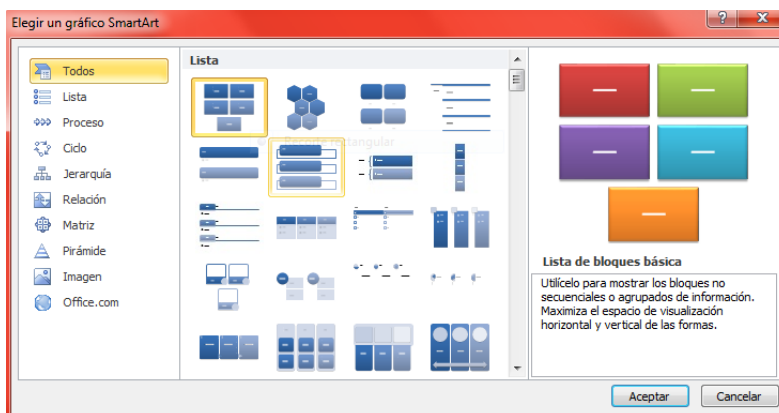 Elegir un gráfico SmartArt
Todos
Lista
Proceso
Ciclo
Jerarquía
Relación
Matriz
Pirámide
Imagen
Office.com
Lista
Recorte rectangular
Lista de bloques básica
Utilícelo para mostrar los bloques no
secuenciales o agrupados de información.
Maximiza el espacio de visualización
horizontal y vertical de las formas.
Aceptar
Cancelar